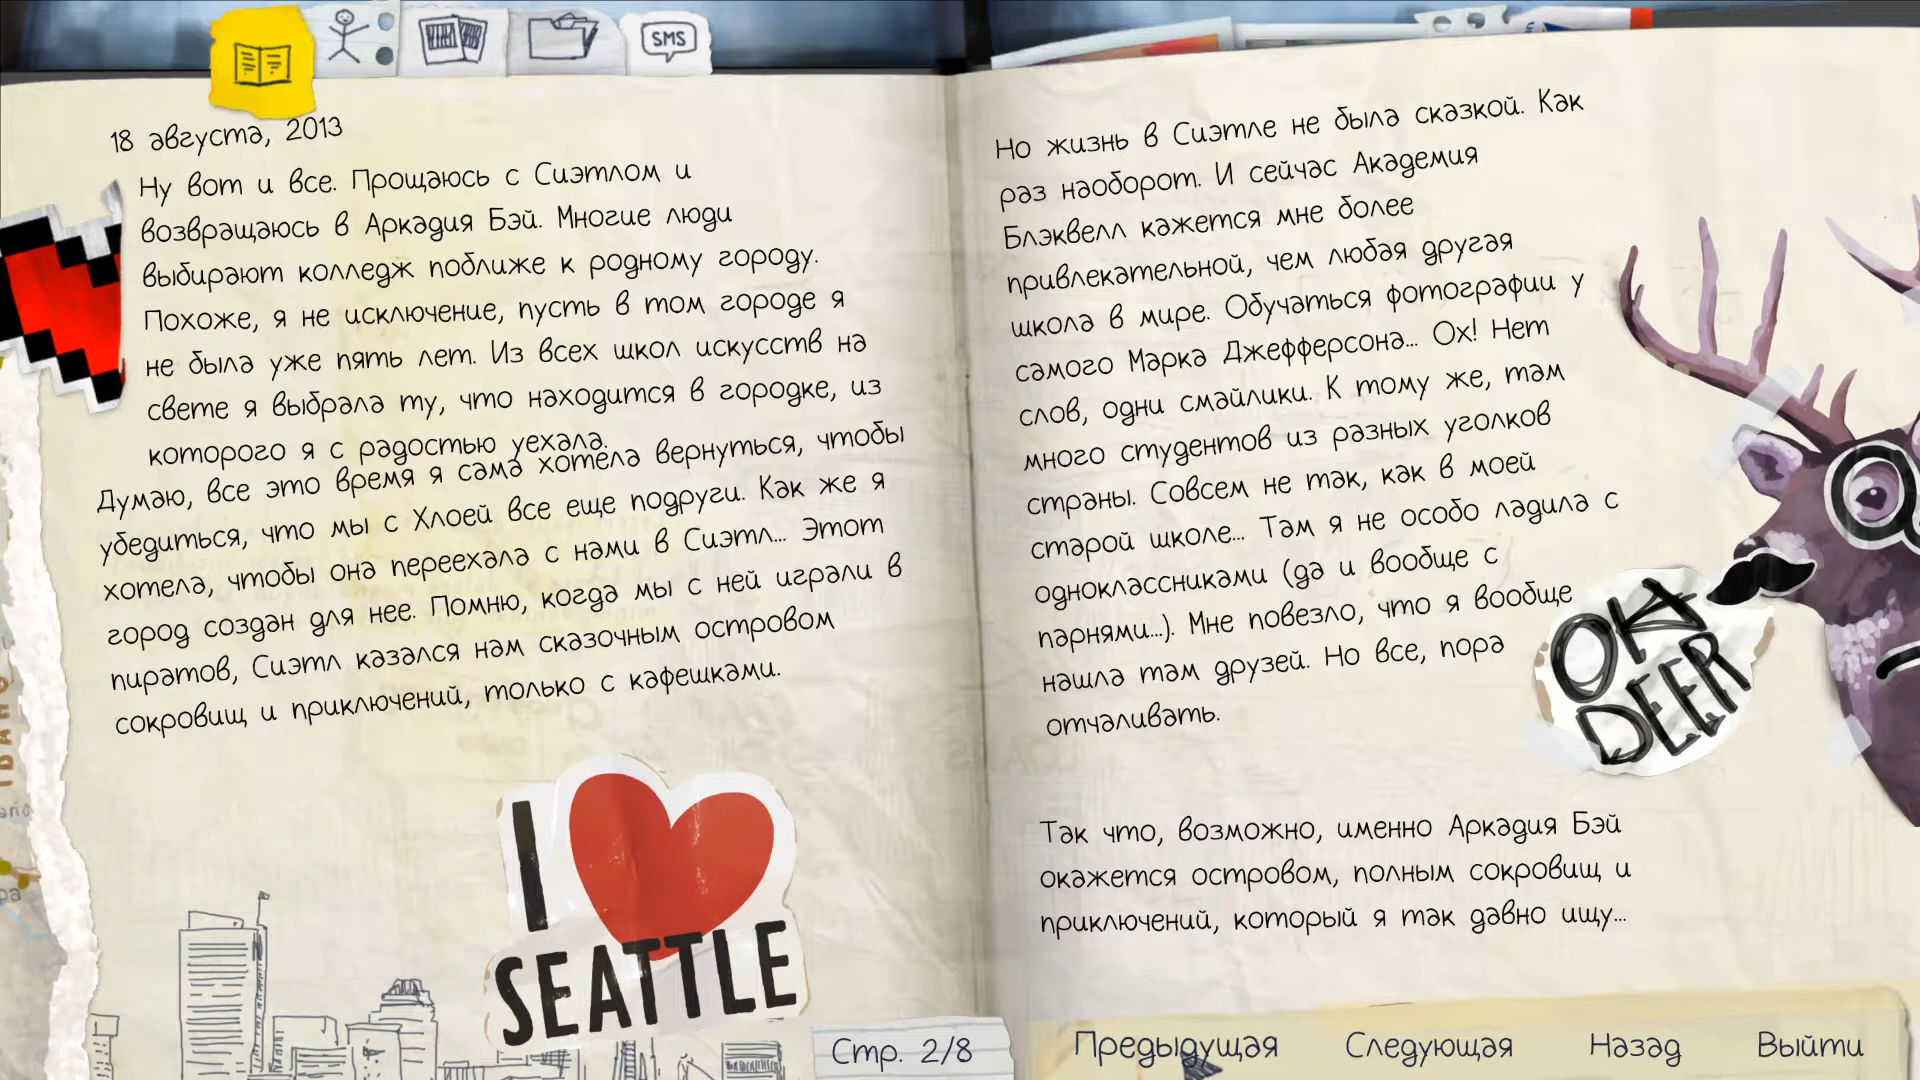 SMS
18 августа, 2013
Ну вот и все. Прощаюсь с Сиэтлом и
возвращаюсь в Аркадия Бэй. Многие люди
выбирают колледж поближе к родному городу.
Похоже, я не исключение, пусть в том городе я
не была уже пять лет. Из всех школ искусств на
свете я выбрала ту, что находится в городке, из
которого я с радостью уехала.
Думаю, все это время я сама хотела вернуться, чтобы
убедиться, что мы с Хлоей все еще подруги. Как же я
хотела, чтобы она переехала с нами в Сиэтл... Этот
город создан для нее. Помню, когда мы с ней играли в
пиратов, Сиэтл казался нам сказочным островом
сокровищ и приключений, только с кафешками.
I
SEATTLE
Но жизнь в Сиэтле не была сказкой. Как
раз наоборот. И сейчас Академия
Блэквелл кажется мне более
привлекательной, чем любая другая
школа в мире. Обучаться фотографии у
самого Марка Джефферсона... Ох! Нет
слов, одни смайлики. К тому же, там
много студентов из разных уголков
страны. Совсем не так, как в моей
старой школе... Там я не особо ладила с
одноклассниками (да и вообще с
парнями...). Мне повезло, что я вообще
нашла там друзей. Но все, пора
отчаливать.
OH
DEER
Так что, возможно, именно Аркадия Бэй
окажется островом, полным сокровищ и
приключений, который я так давно ищу...
Стр. 2/8
Предыдущая
Следующая
Назад
Выйти